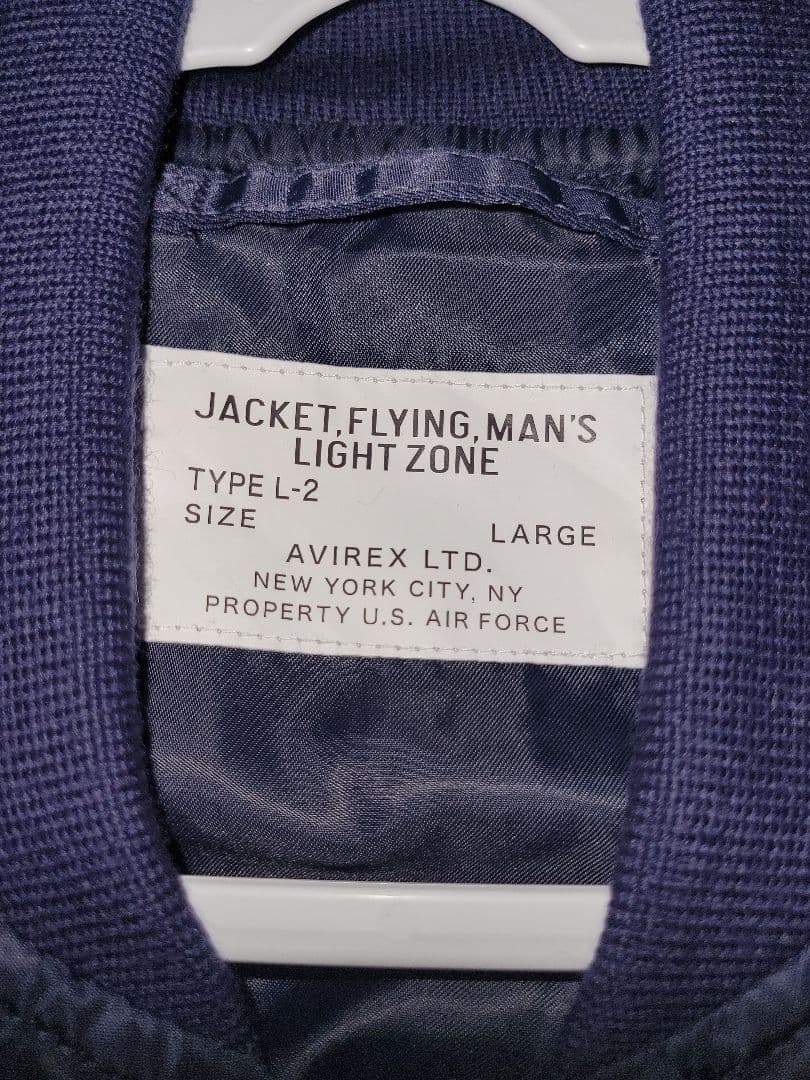 JACKET,FLYING,MAN'S
LIGHT ZONE
TYPE L-2
SIZE LARGE
AVIREX LTD.
NEW YORK CITY, NY
PROPERTY U.S. AIR FORCE